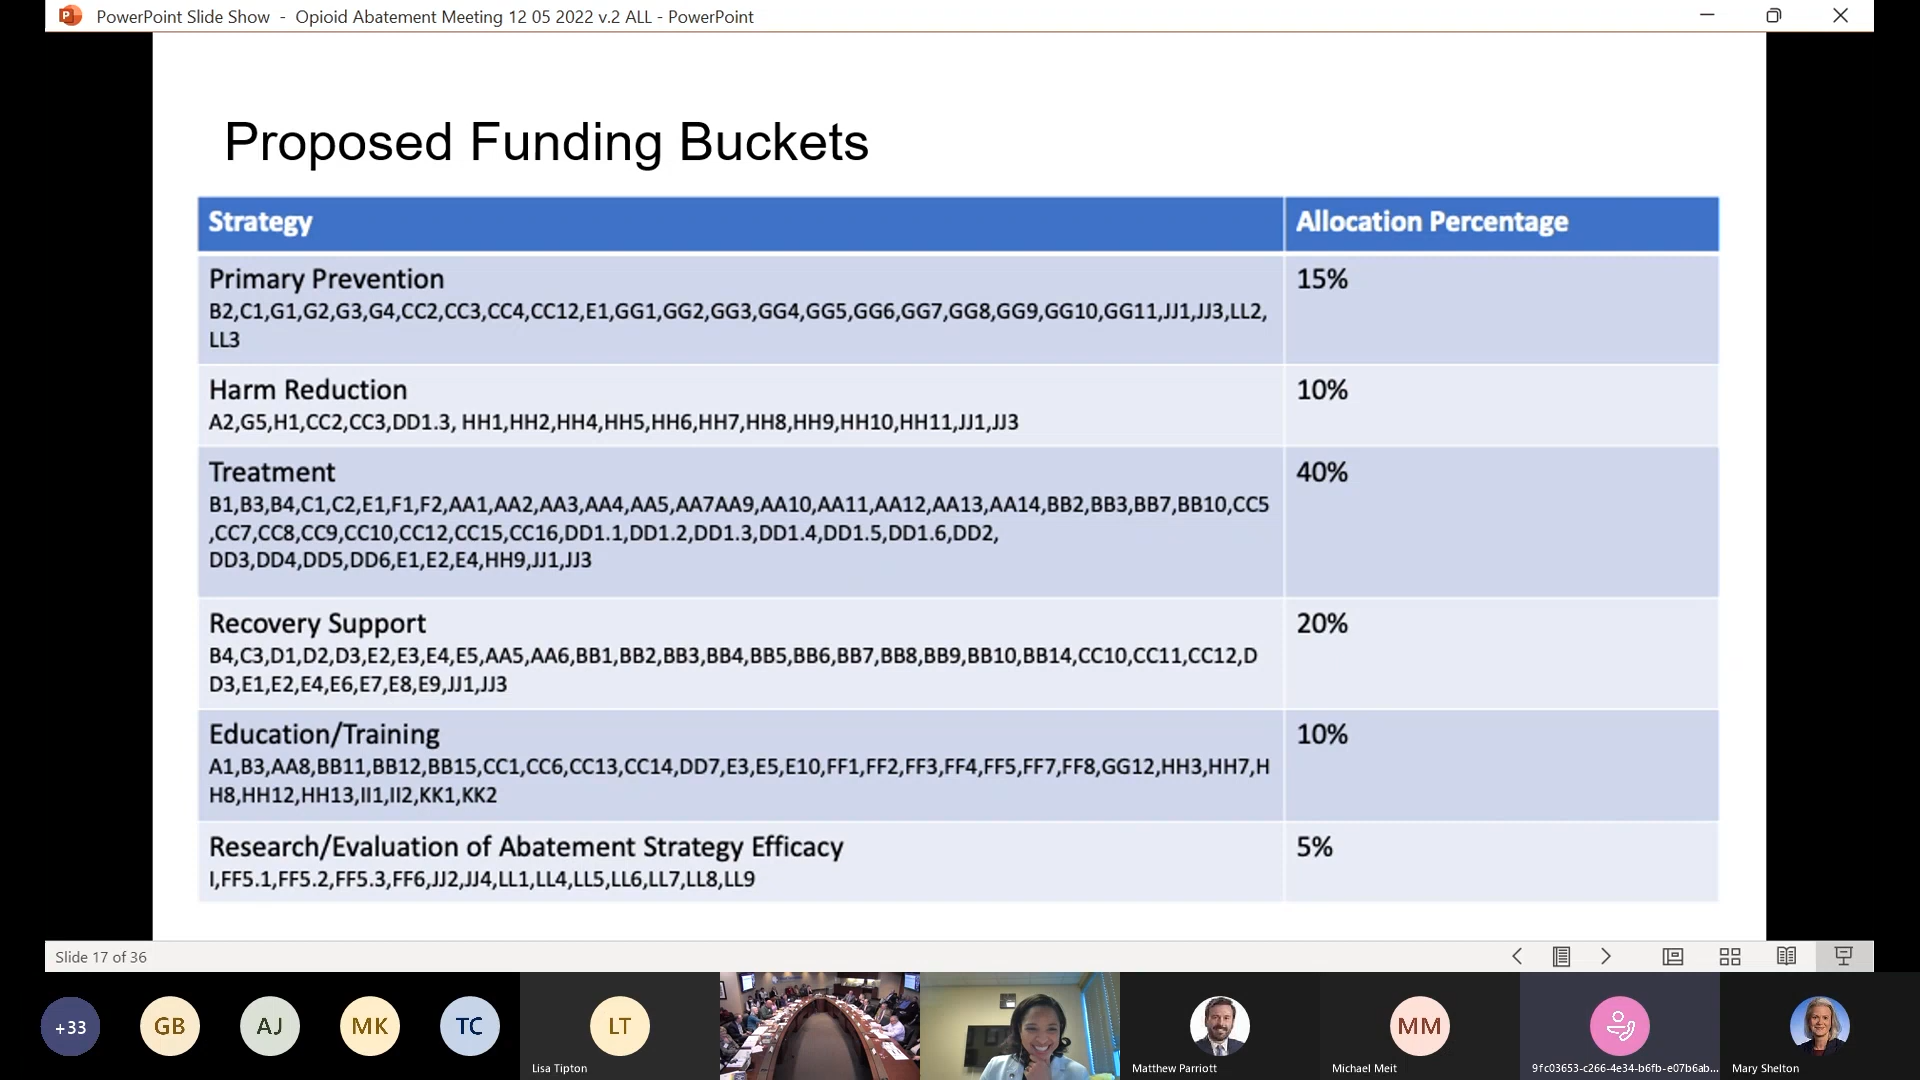 PowerPoint Slide Show - Opioid Abatement Meeting 12 05 2022 v.2 ALL - PowerPoint
Proposed Funding Buckets
Strategy
Allocation Percentage
Primary Prevention
15%
B2,C1,G1,G2,G3,G4,CC2,CC3,CC4,CC12,E1,GG1,GG2,GG3,GG4,GG5,GG6,GG7,GG8,GG9,GG10,GG11,JJ1,JJ3,LL2,
LL3
Harm Reduction
10%
A2,G5,H1,CC2,CC3,DD1.3, HH1,HH2,HH4,HH5,HH6,HH7,HH8,HH9,HH10,HH11,JJ1,JJ3
Treatment
40%
B1,B3,B4,C1,C2,E1,F1,F2,AA1,AA2,AA3,AA4,AA5,AA7AA9,AA10,AA11,AA12,AA13,AA14,BB2,BB3,BB7,BB10,CC5
,CC7,CC8,CC9,CC10,CC12,CC15,CC16,DD1.1,DD1.2,DD1.3,DD1.4,DD1.5,DD1.6,DD2,
DD3,DD4,DD5,DD6,E1,E2,E4,HH9,JJ1,JJ3
Recovery Support
20%
B4,C3,D1,D2,D3,E2,E3,E4,E5,AA5,AA6,BB1,BB2,BB3,BB4,BB5,BB6,BB7,BB8,BB9,BB10,BB14,CC10,CC11,CC12,D
D3,E1,E2,E4,E6,E7,E8,E9,JJ1,JJ3
Education/Training
10%
A1,B3,AA8,BB11,BB12,BB15,CC1,CC6,CC13,CC14,DD7,E3,E5,E10,FF1,FF2,FF3,FF4,FF5,FF7,FF8,GG12,HH3,HH7,H
H8,HH12,HH13,II1,II2,KK1,KK2
Research/Evaluation of Abatement Strategy Efficacy
5%
I,FF5.1,FF5.2,FF5.3,FF6,JJ2,JJ4,LL1,LL4,LL5,LL6,LL7,LL8,LL9
Slide 17 of 36
+33
GB
AJ
MK
TC
LT
Lisa Tipton
Matthew Parriott
MM
Michael Meit
9fc03653-c266-4e34-b6fb-e07b6ab...
Mary Shelton